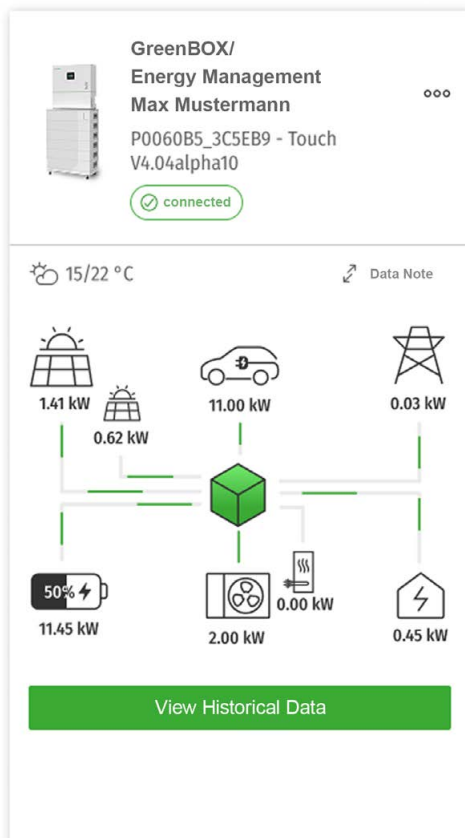 GreenBOX/
Energy Management
Max Mustermann
P0060B5_3C5EB9 - Touch
V4.04alpha10
connected
15/22 °C
Data Note
1.41 kW
0.62 kW
11.00 kW
0.03 kW
50%
11.45 kW
2.00 kW
0.00 kW
0.45 kW
View Historical Data